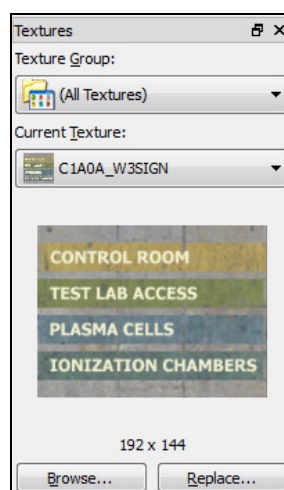 Textures
Texture Group:
(All Textures)
Current Texture:
C1A0A_W3SIGN
CONTROL ROOM
TEST LAB ACCESS
PLASMA CELLS
IONIZATION CHAMBERS
192 x 144
Browse... Replace...